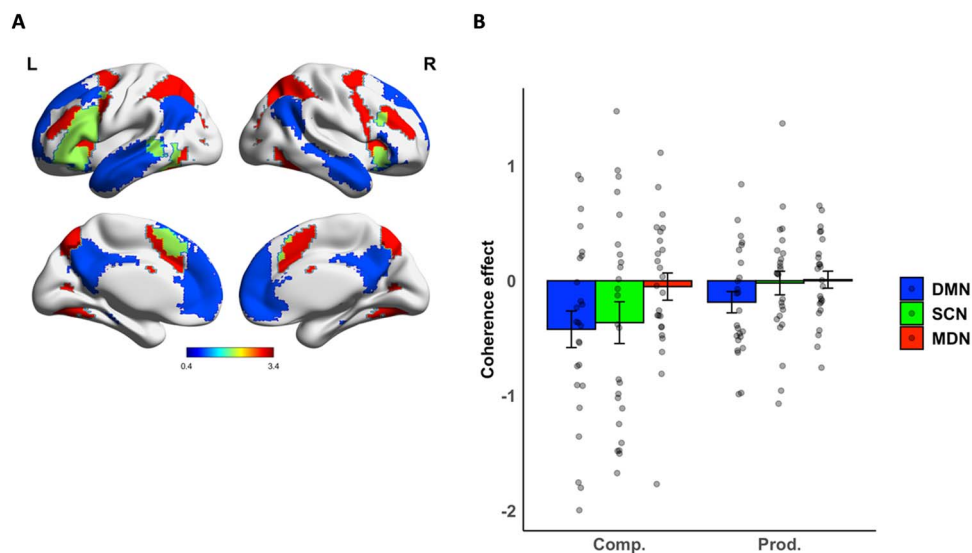 A
B
L
R
0.4
3.4
Coherence effect
1
0
-1
-2
Comp.
Prod.
DMN
SCN
MDN